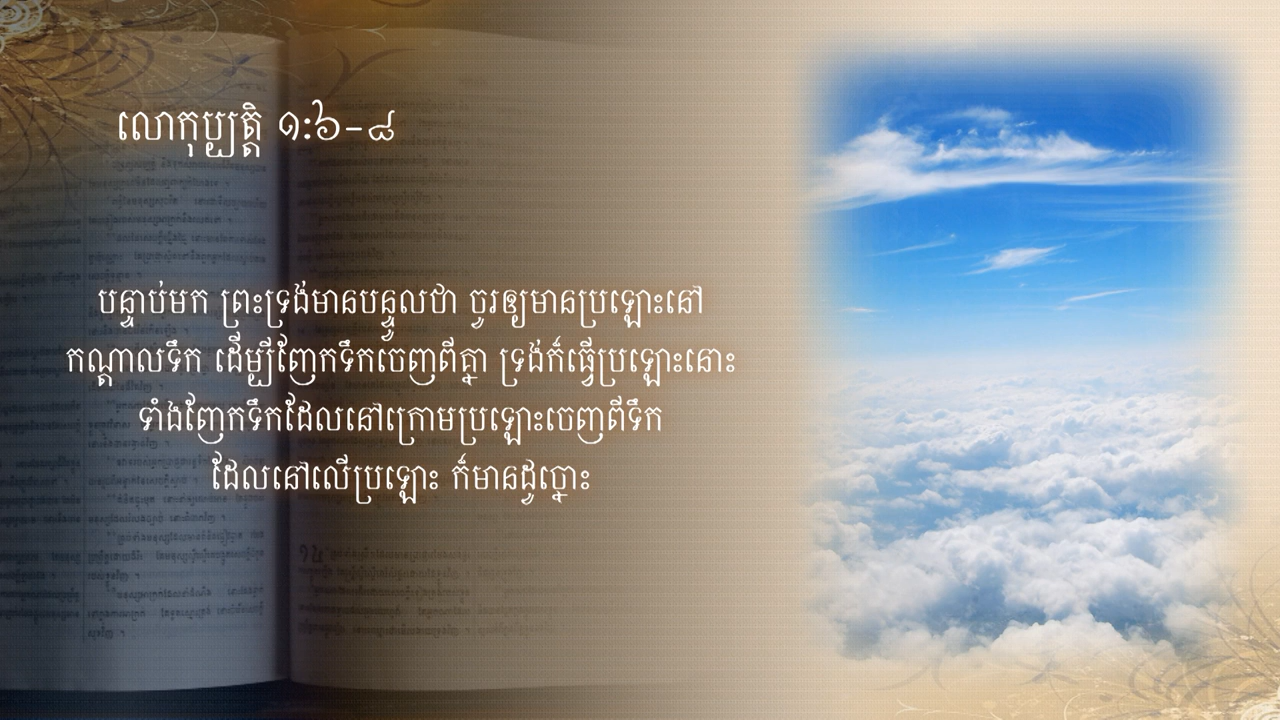 លោកុប្បត្តិ ១:៦-៨
បន្ទាប់មក ព្រះទ្រង់មានបន្ទូលថា ចូរឲ្យមានប្រឡោះនៅ
កណ្តាលទឹក ដើម្បីញែកទឹកចេញពីគ្នា ទ្រង់ក៏ធ្វើប្រឡោះនោះ
ទាំងញែកទឹកដែលនៅក្រោមប្រឡោះចេញពីទឹក
ដែលនៅលើប្រឡោះ ក៏មានដូច្នោះ